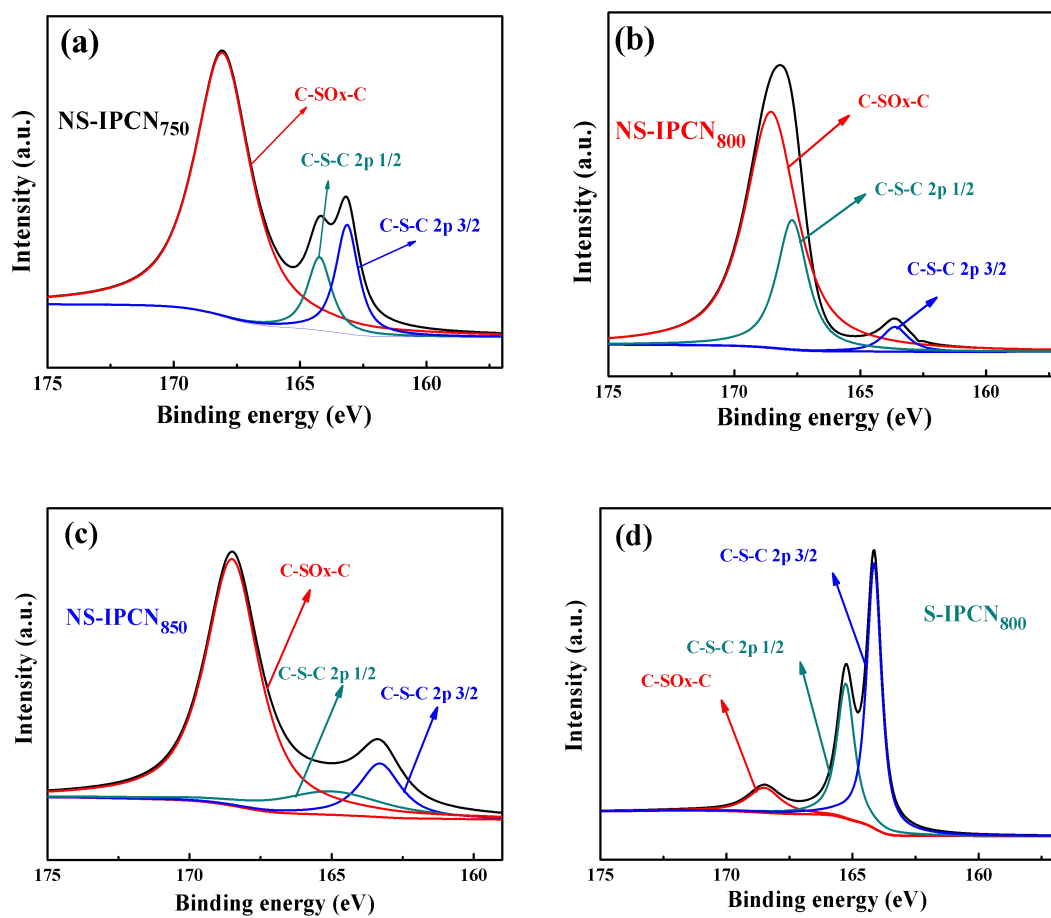 (a)
NS-IPCN750
C-SOx-C
C-S-C 2p 1/2
C-S-C 2p 3/2
Intensity (a.u.)
175 170 165 160
Binding energy (eV)
(b)
NS-IPCN800
C-SOx-C
C-S-C 2p 1/2
C-S-C 2p 3/2
Intensity (a.u.)
175 170 165 160
Binding energy (eV)
(c)
NS-IPCN850
C-SOx-C
C-S-C 2p 1/2
C-S-C 2p 3/2
Intensity (a.u.)
175 170 165 160
Binding energy (eV)
(d)
C-S-C 2p 3/2
S-IPCN800
C-S-C 2p 1/2
C-SOx-C
Intensity (a.u.)
175 170 165 160
Binding energy (eV)